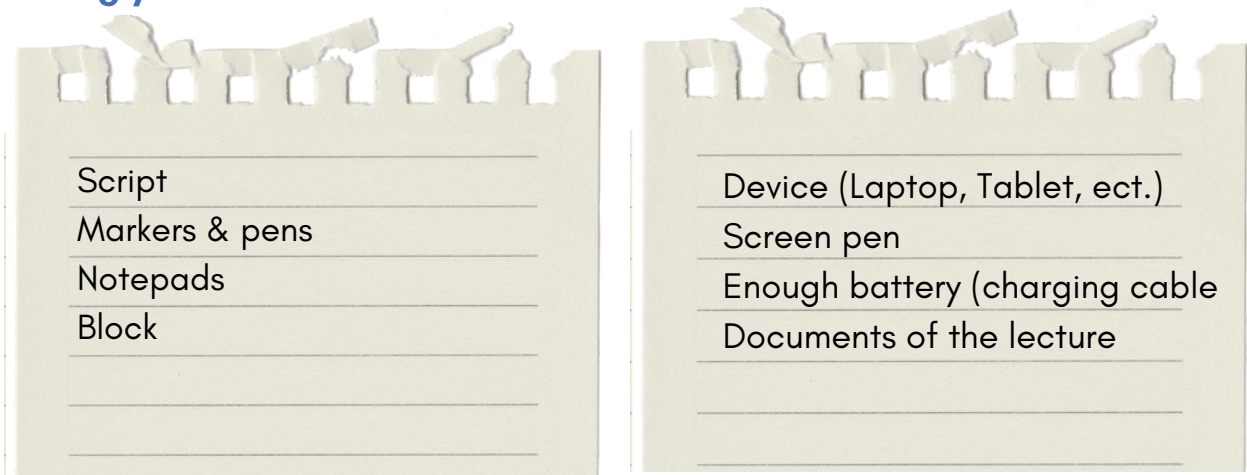 Script
Markers & pens
Notepads
Block
Device (Laptop, Tablet, ect.)
Screen pen
Enough battery (charging cable
Documents of the lecture